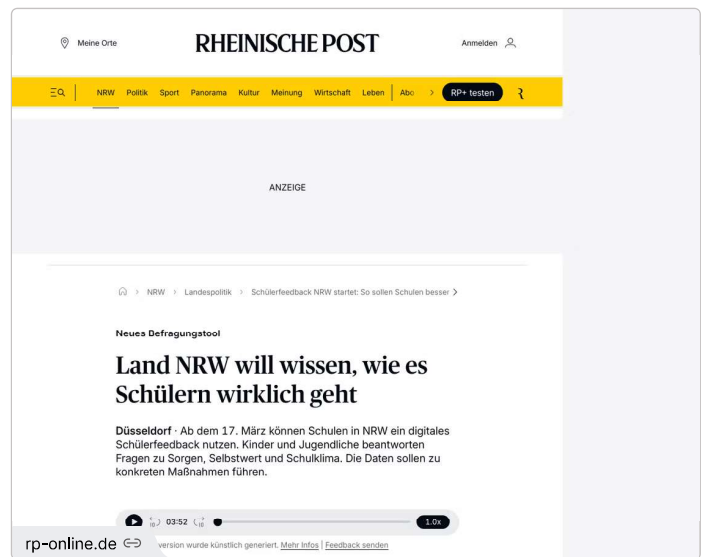 Meine Orte
RHEINISCHE POST
Anmelden
NRW Politik Sport Panorama Kultur Meinung Wirtschaft Leben Abo RP+ testen
ANZEIGE
NRW > Landespolitik > Schülerfeedback NRW startet: So sollen Schulen besser >
Neues Defragungstool
Land NRW will wissen, wie es
Schülern wirklich geht
Düsseldorf · Ab dem 17. März können Schulen in NRW ein digitales
Schülerfeedback nutzen. Kinder und Jugendliche beantworten
Fragen zu Sorgen, Selbstwert und Schulklima. Die Daten sollen zu
konkreten Maßnahmen führen.
10 03:52 10 1.0x
version wurde künstlich generiert. Mehr Infos | Feedback senden
rp-online.de